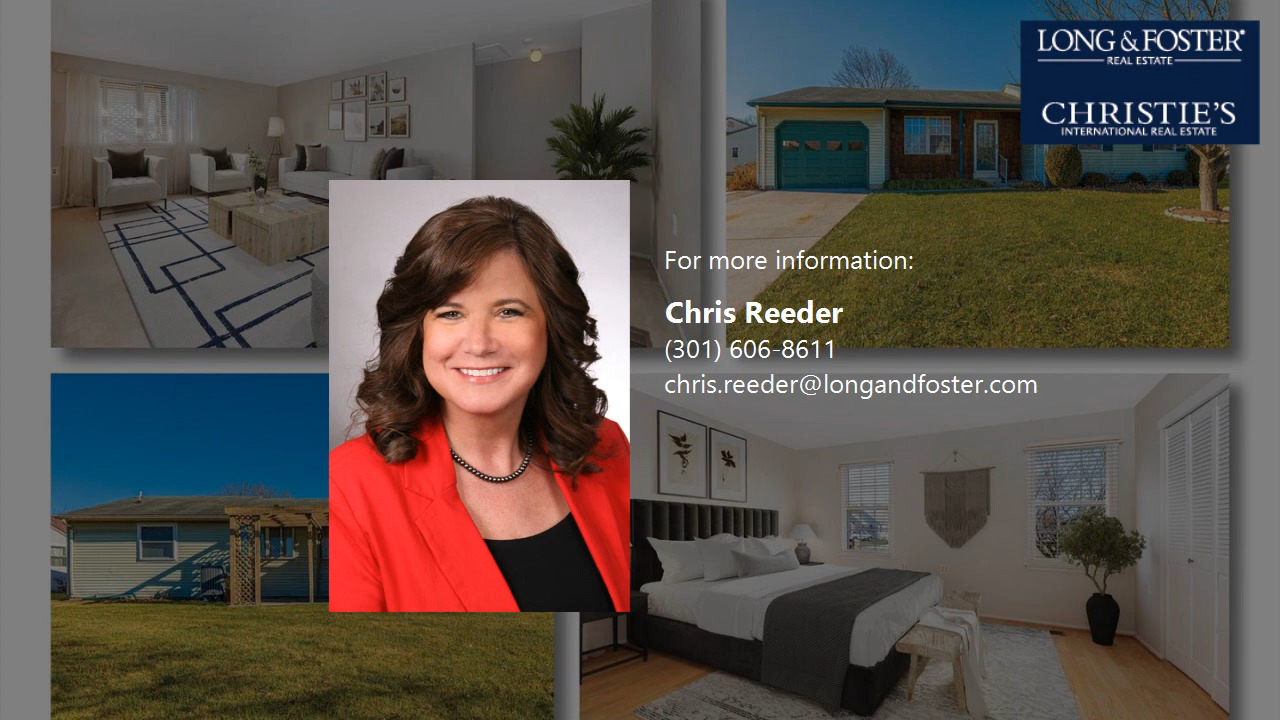 LONG & FOSTER®
REAL ESTATE
CHRISTIE'S
INTERNATIONAL REAL ESTATE
For more information:
Chris Reeder
(301) 606-8611
chris.reeder@longandfoster.com